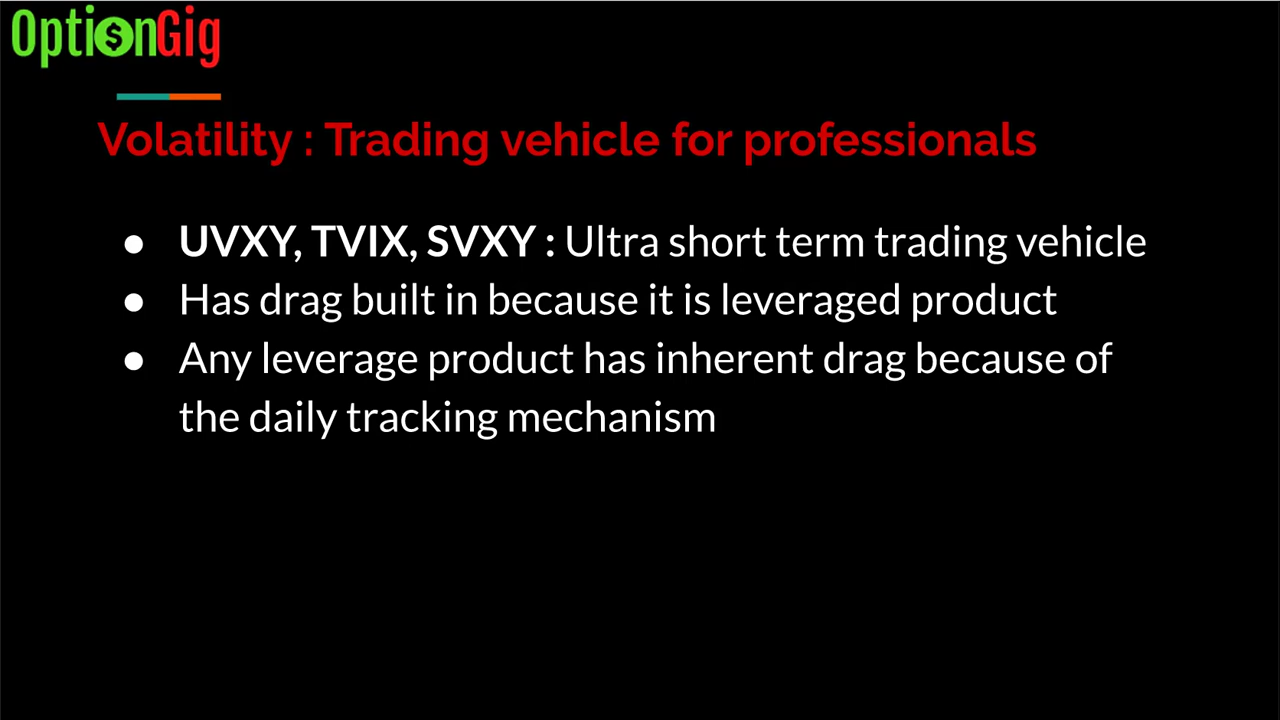 OptionGig
Volatility : Trading vehicle for professionals
● UVXY, TVIX, SVXY : Ultra short term trading vehicle
● Has drag built in because it is leveraged product
● Any leverage product has inherent drag because of
the daily tracking mechanism